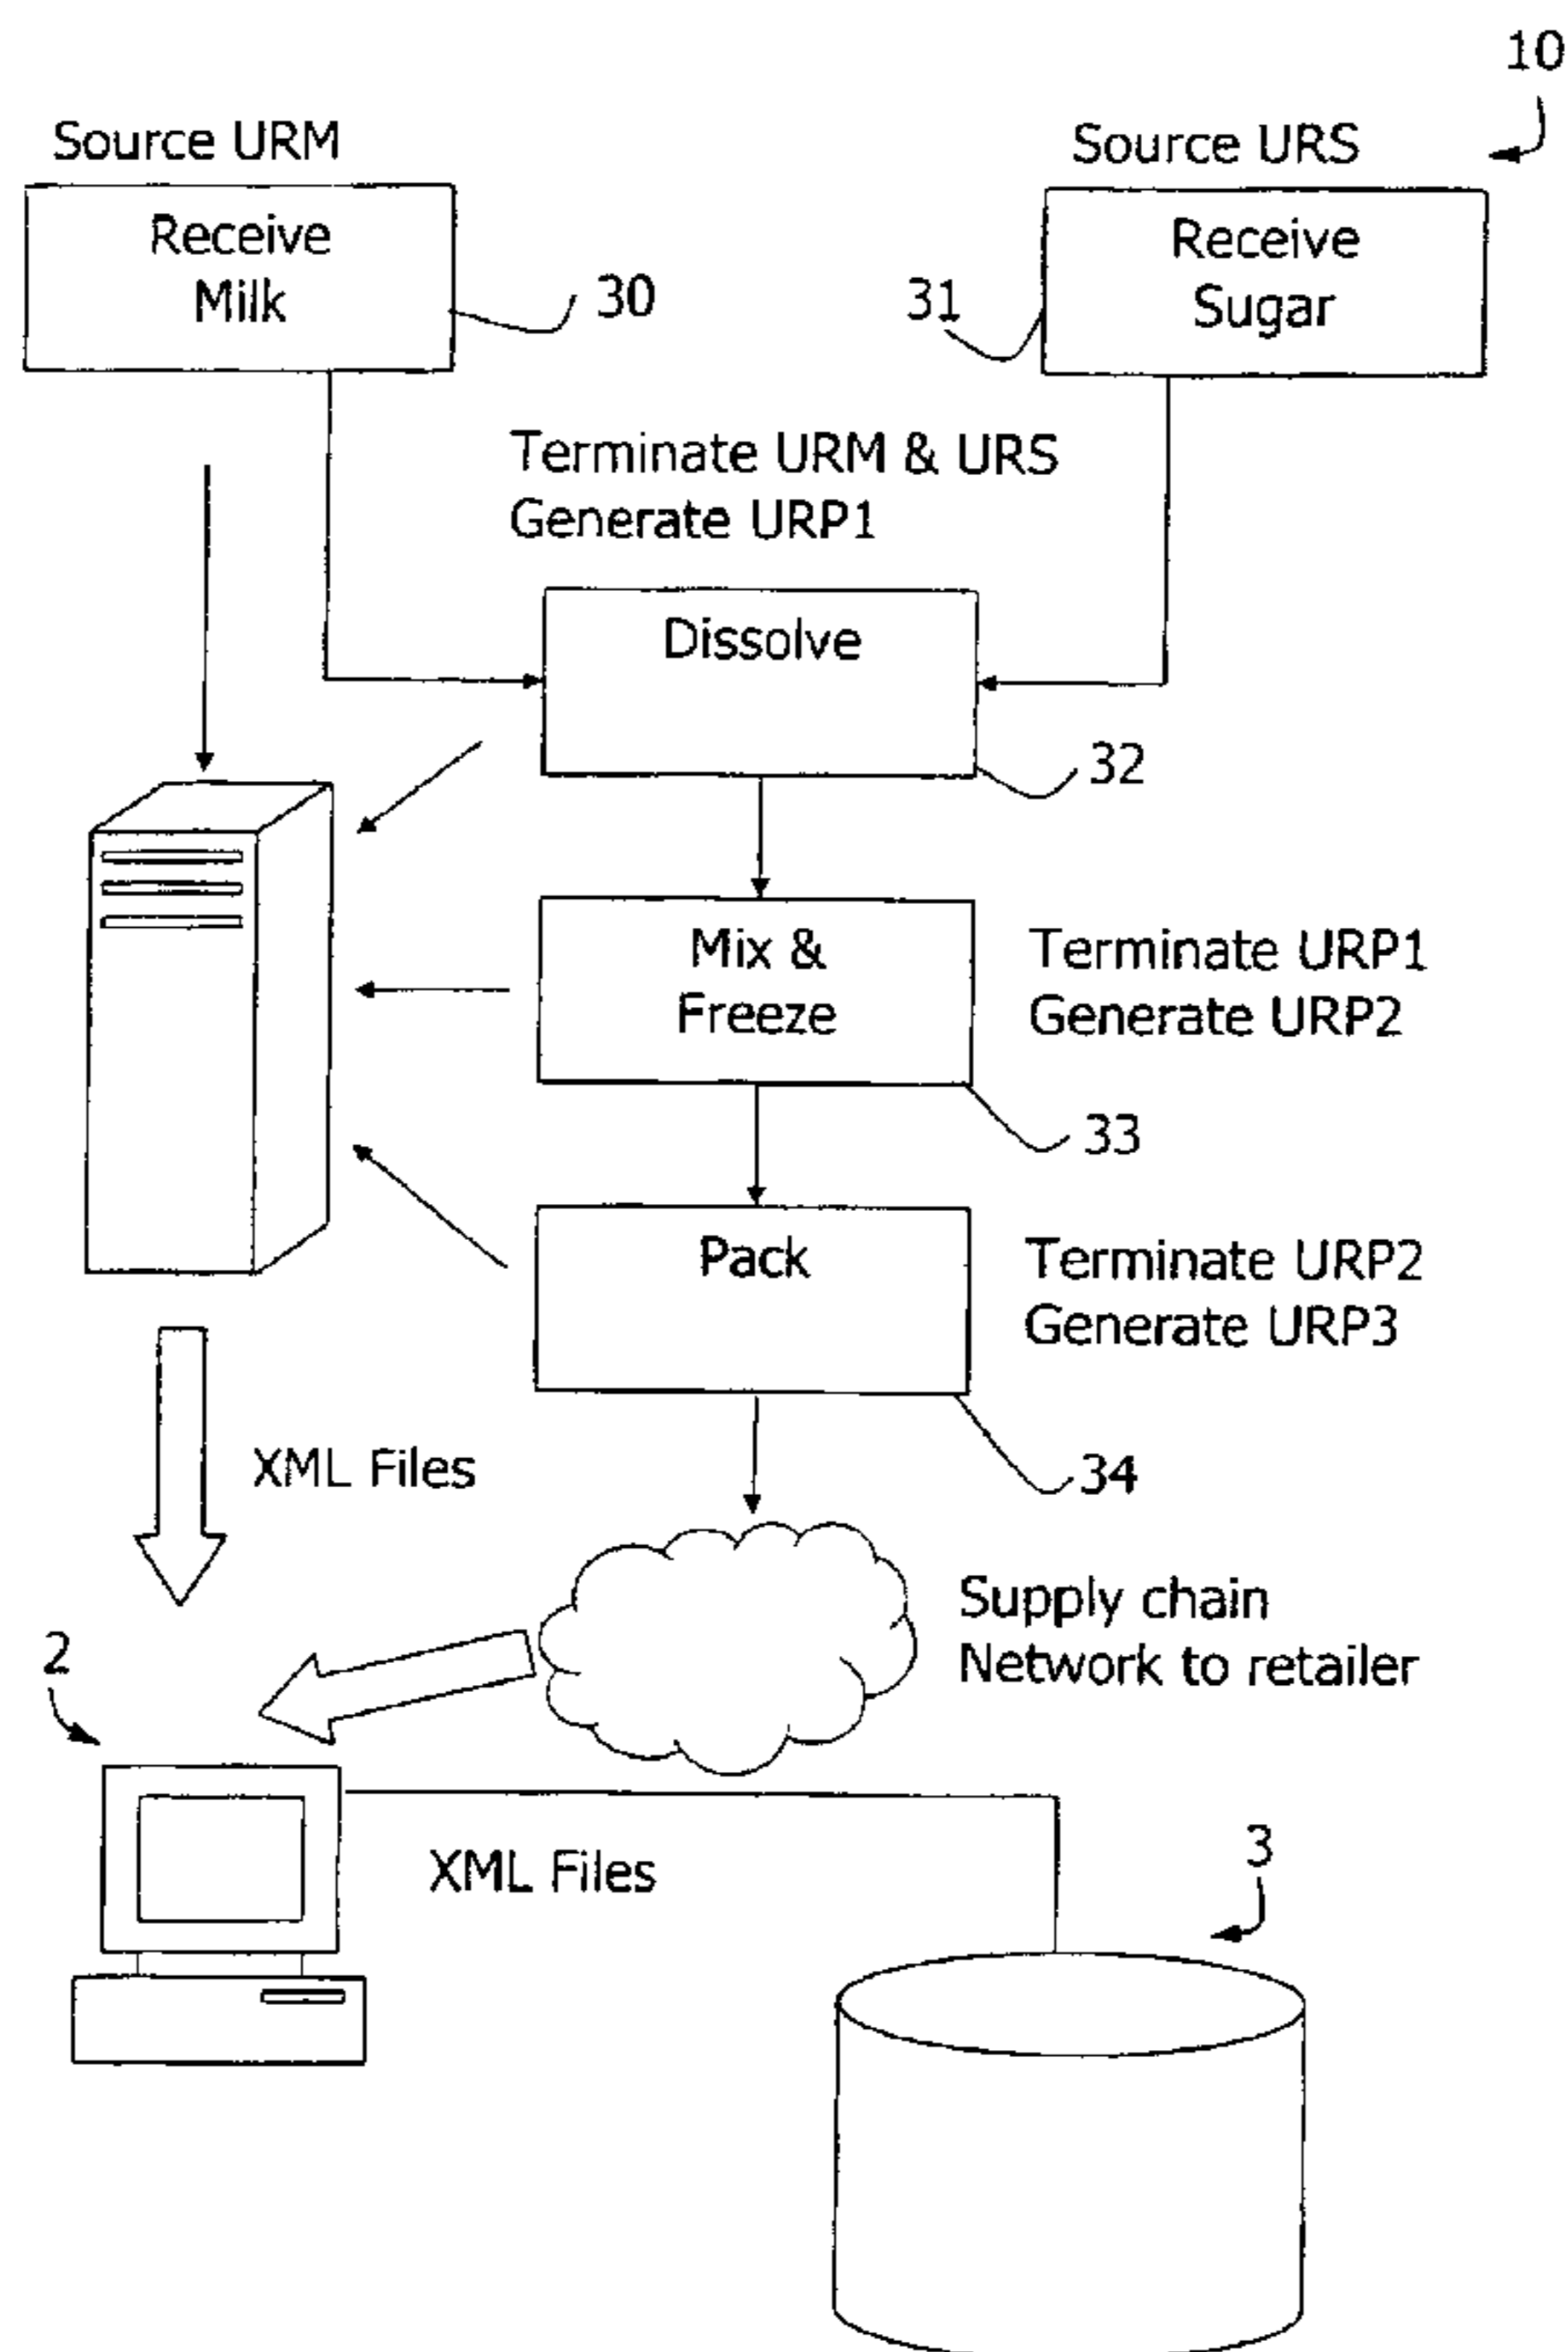 10
Source URM
Source URS
Receive
Milk
30
31
Receive
Sugar
Terminate URM & URS
Generate URP1
Dissolve
32
Mix &
Freeze
Terminate URP1
Generate URP2
33
Pack
Terminate URP2
Generate URP3
34
XML Files
Supply chain
Network to retailer
2
XML Files
3